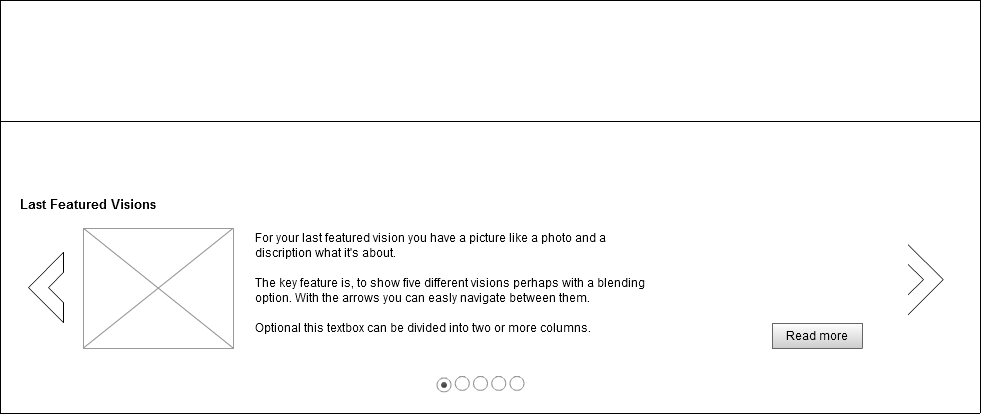 Last Featured Visions
For your last featured vision you have a picture like a photo and a
discription what it's about.
The key feature is, to show five different visions perhaps with a blending
option. With the arrows you can easly navigate between them.
Optional this textbox can be divided into two or more columns.
Read more